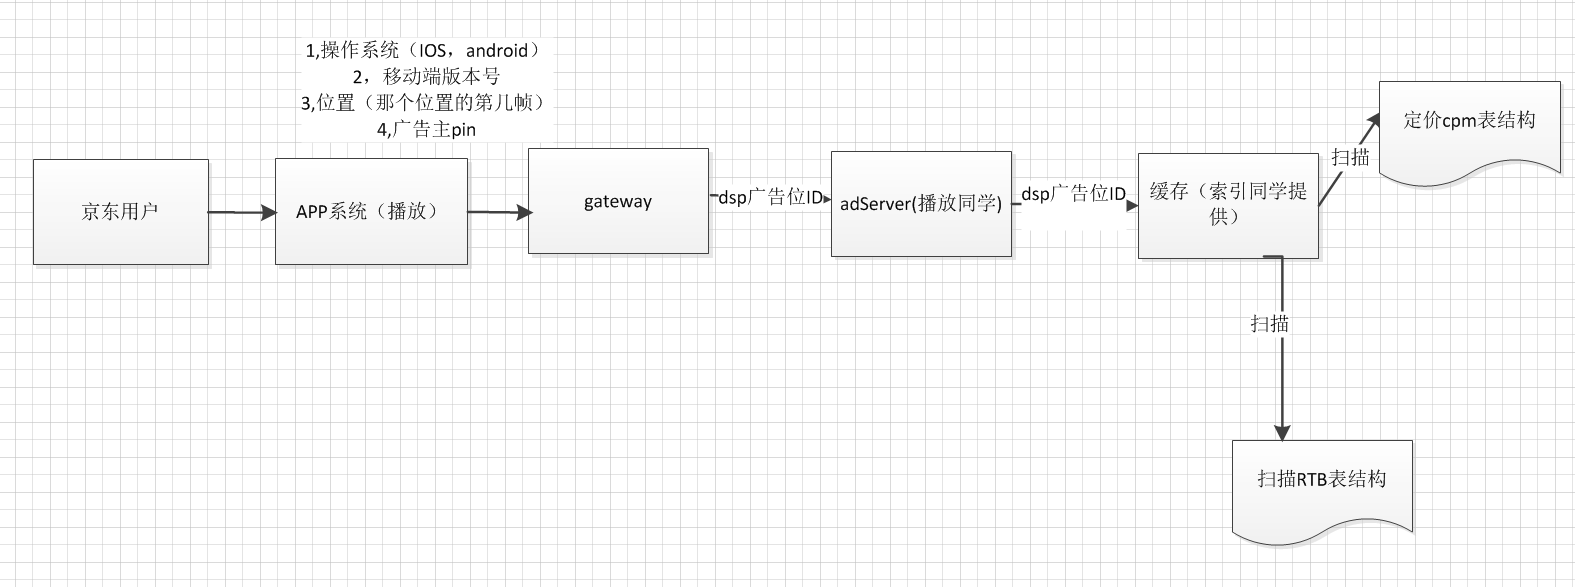 1,操作系统（IOS，android）
2，移动端版本号
3,位置（那个位置的第几帧）
4,广告主pin
京东用户
APP系统（播放）
gateway
dsp广告位ID
adServer(播放同学)
dsp广告位ID
缓存（索引同学提
供）
扫描
定价cpm表结构
扫描
扫描RTB表结构